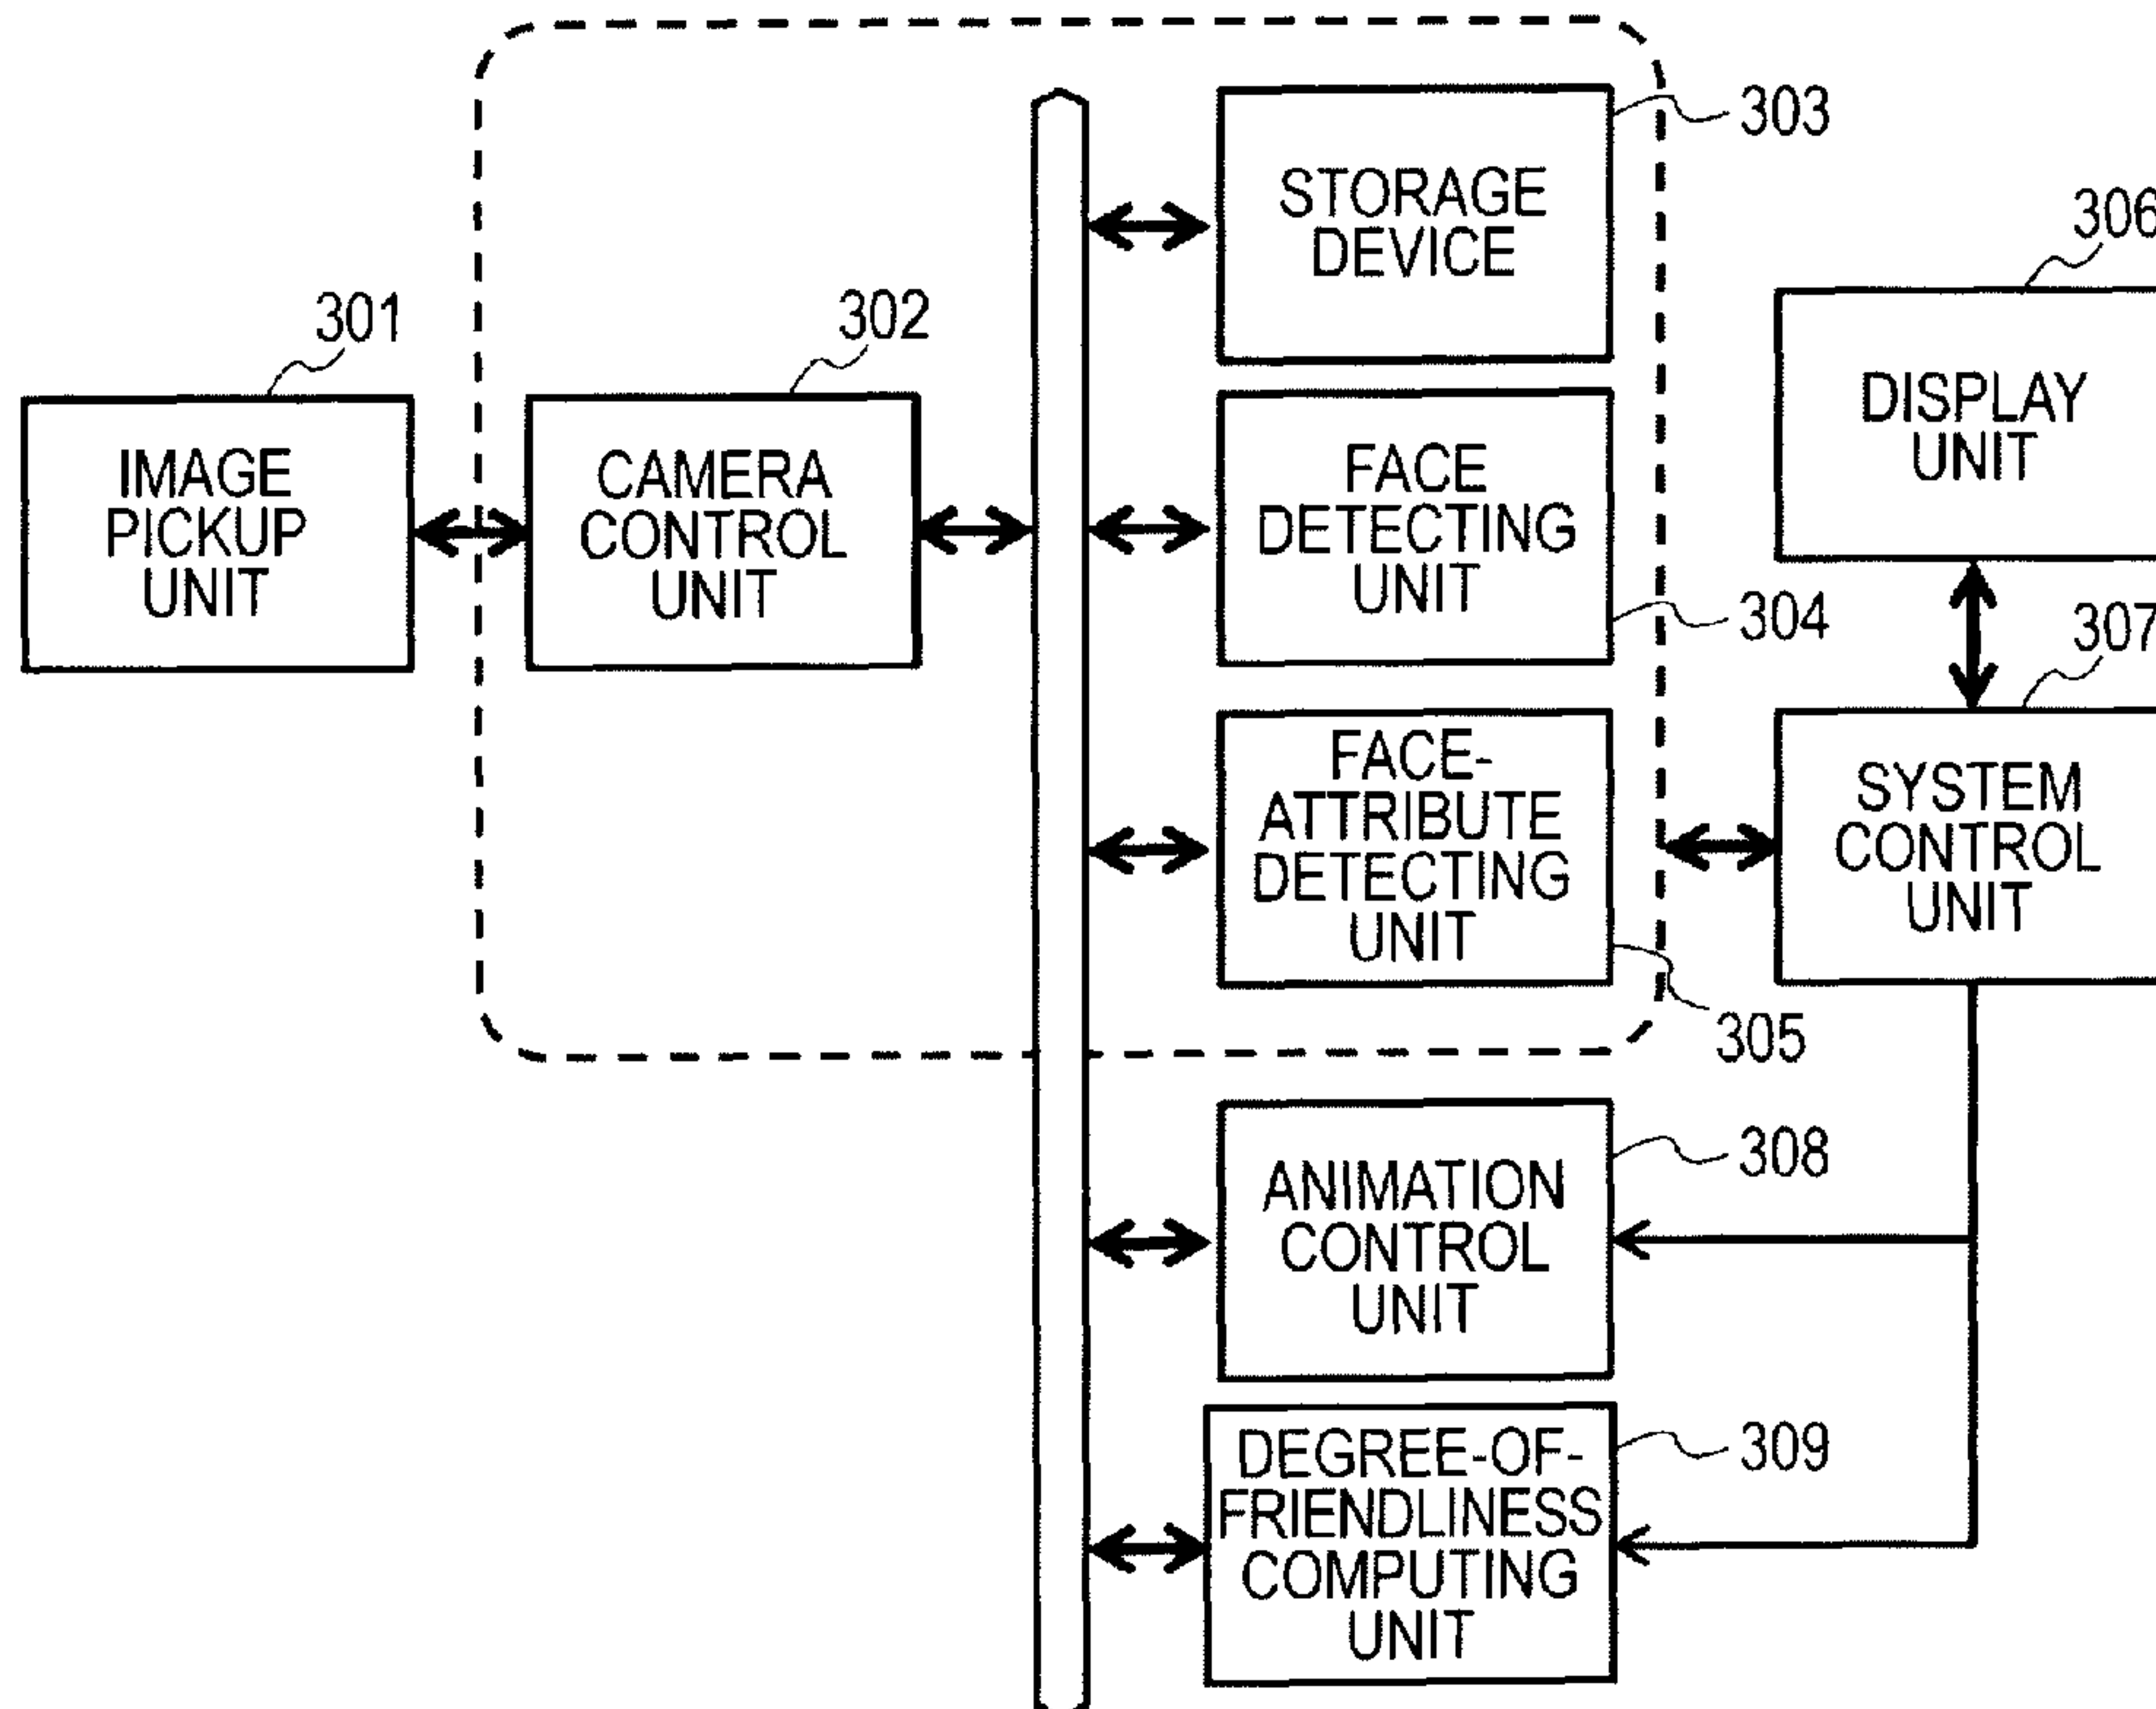 303
STORAGE
DEVICE
306
301
302
IMAGE
PICKUP
UNIT
CAMERA
CONTROL
UNIT
FACE
DETECTING
UNIT
304
DISPLAY
UNIT
307
FACE-
ATTRIBUTE
DETECTING
UNIT
305
SYSTEM
CONTROL
UNIT
308
ANIMATION
CONTROL
UNIT
309
DEGREE-OF-
FRIENDLINESS
COMPUTING
UNIT